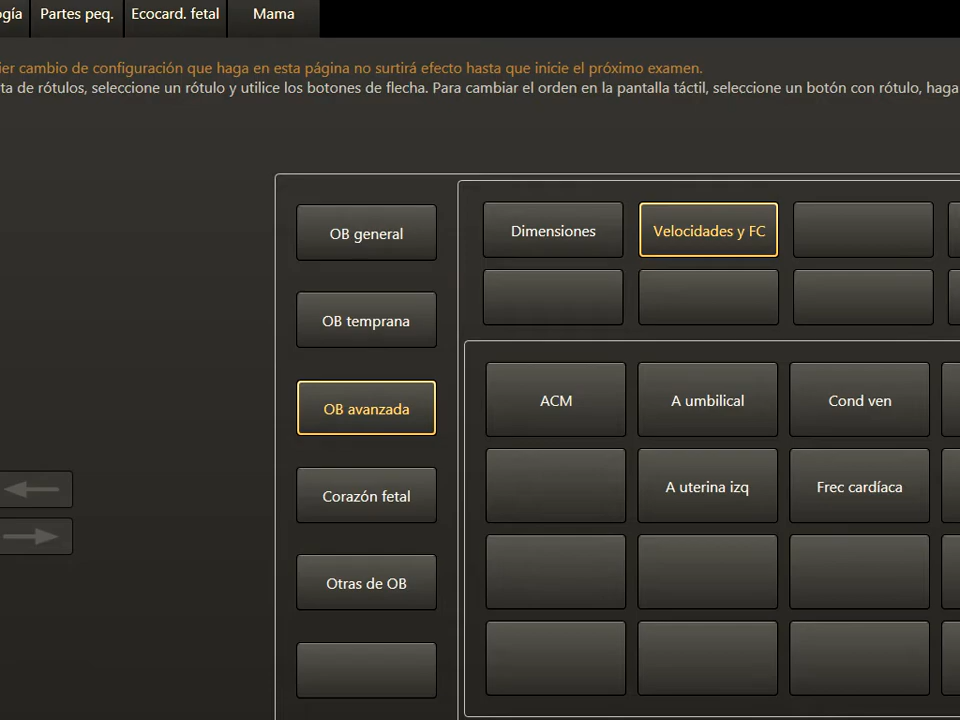 ogía Partes peq. Ecocard. fetal Mama
ier cambio de configuración que haga en esta página no surtirá efecto hasta que inicie el próximo examen.
ta de rótulos, seleccione un rótulo y utilice los botones de flecha. Para cambiar el orden en la pantalla táctil, seleccione un botón con rótulo, haga
OB general
OB temprana
OB avanzada
Corazón fetal
Otras de OB
Dimensiones Velocidades y FC
ACM A umbilical Cond ven
A uterina izq Frec cardíaca